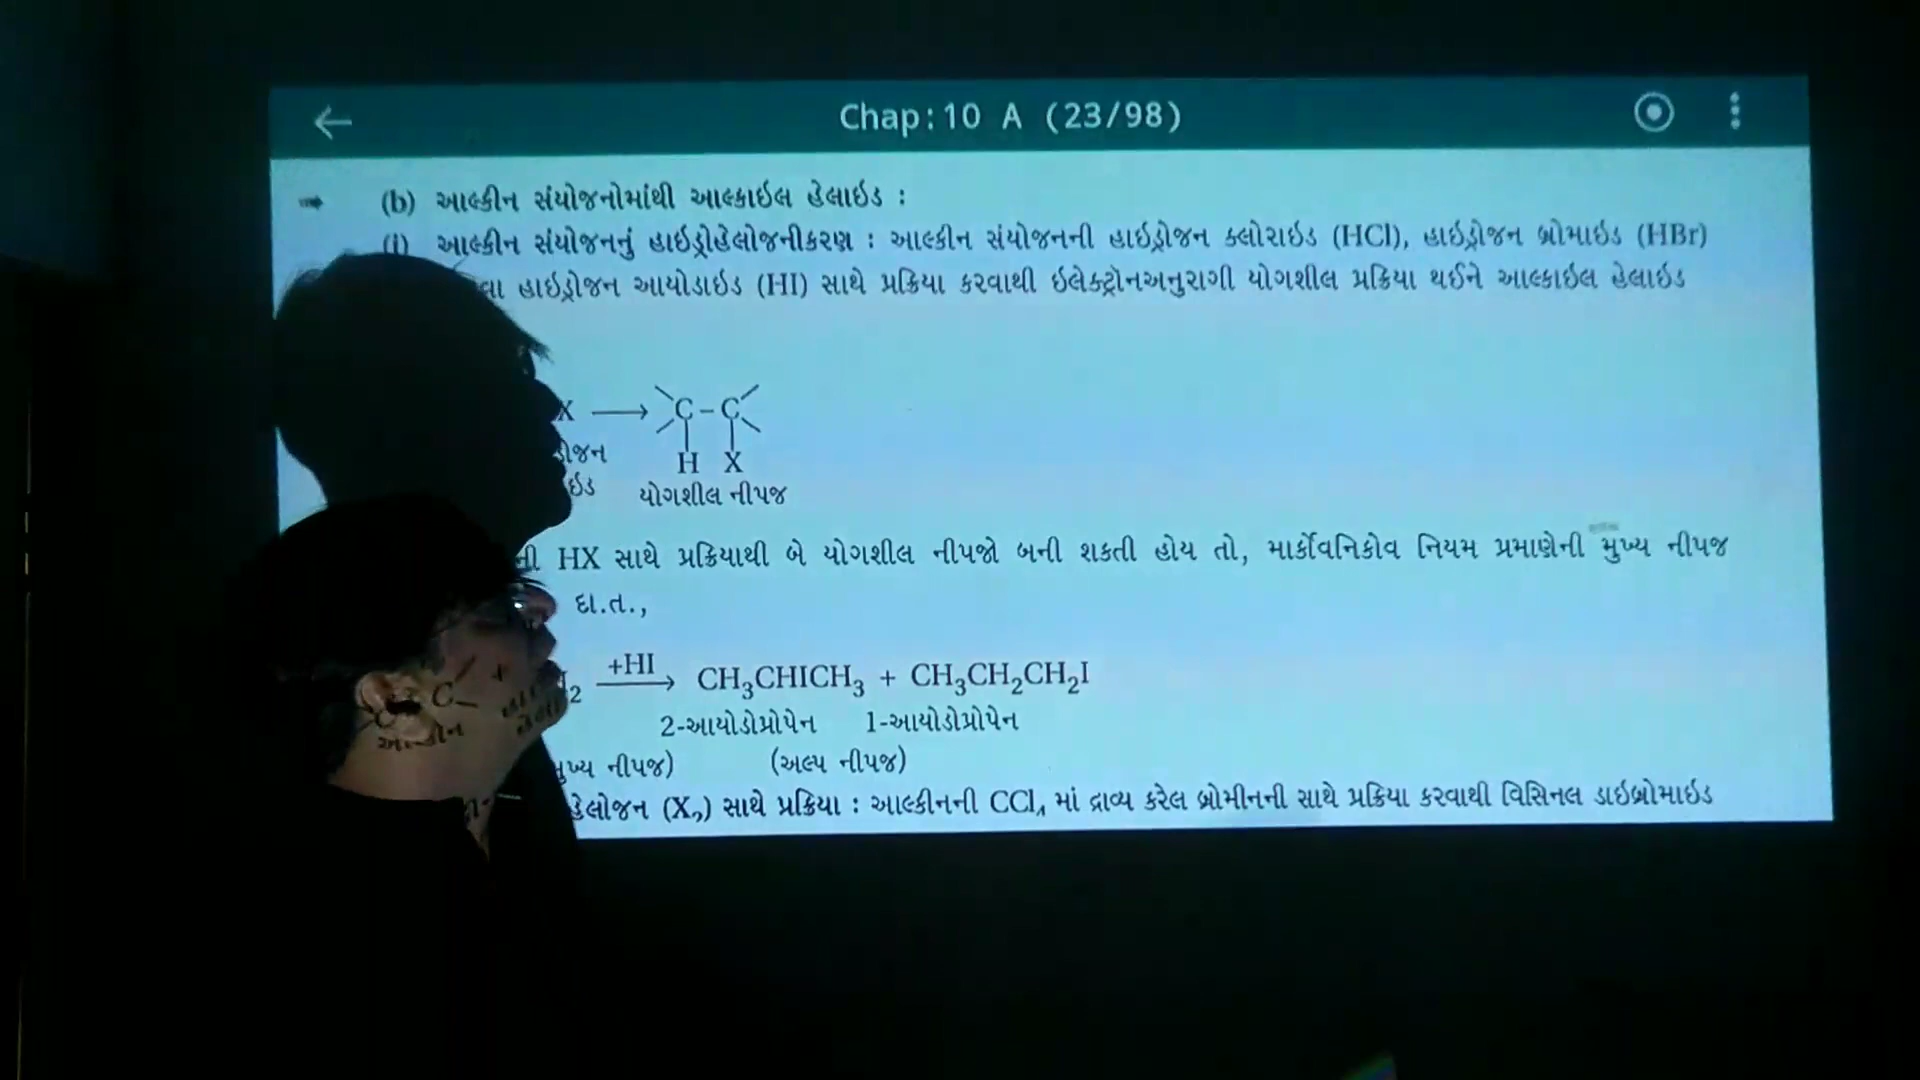 Chap:10 A (23/98)
(b) આલ્કીન સંયોજનોમાંથી આલ્કાઇલ હેલાઇડ :
(i) આલ્કીન સંયોજનનું હાઇડ્રોહેલોજનીકરણ : આલ્કીન સંયોજનની હાઇડ્રોજન ક્લોરાઇડ (HCl), હાઇડ્રોજન બ્રોમાઇડ (HBr)
હાઇડ્રોજન આયોડાઇડ (HI) સાથે પ્રક્રિયા કરવાથી ઇલેક્ટ્રૉનઅનુરાગી યોગશીલ પ્રક્રિયા થઈને આલ્કાઇલ હેલાઇડ
X ⟶ C – C
H X
યોગશીલ નીપજ
HX સાથે પ્રક્રિયાથી બે યોગશીલ નીપજો બની શકતી હોય તો, માર્કોવનિકોવ નિયમ પ્રમાણેની મુખ્ય નીપજ
દા.ત.,
+HI ⟶ CH₃CHICH₃ + CH₃CH₂CH₂I
2-આયોડોપ્રોપેન 1-આયોડોપ્રોપેન
નીપજ) (અલ્પ નીપજ)
હેલોજન (X₂) સાથે પ્રક્રિયા : આલ્કીનની CCl₄ માં દ્રાવ્ય કરેલ બ્રોમીનની સાથે પ્રક્રિયા કરવાથી વિસિનલ ડાઇબ્રોમાઇડ